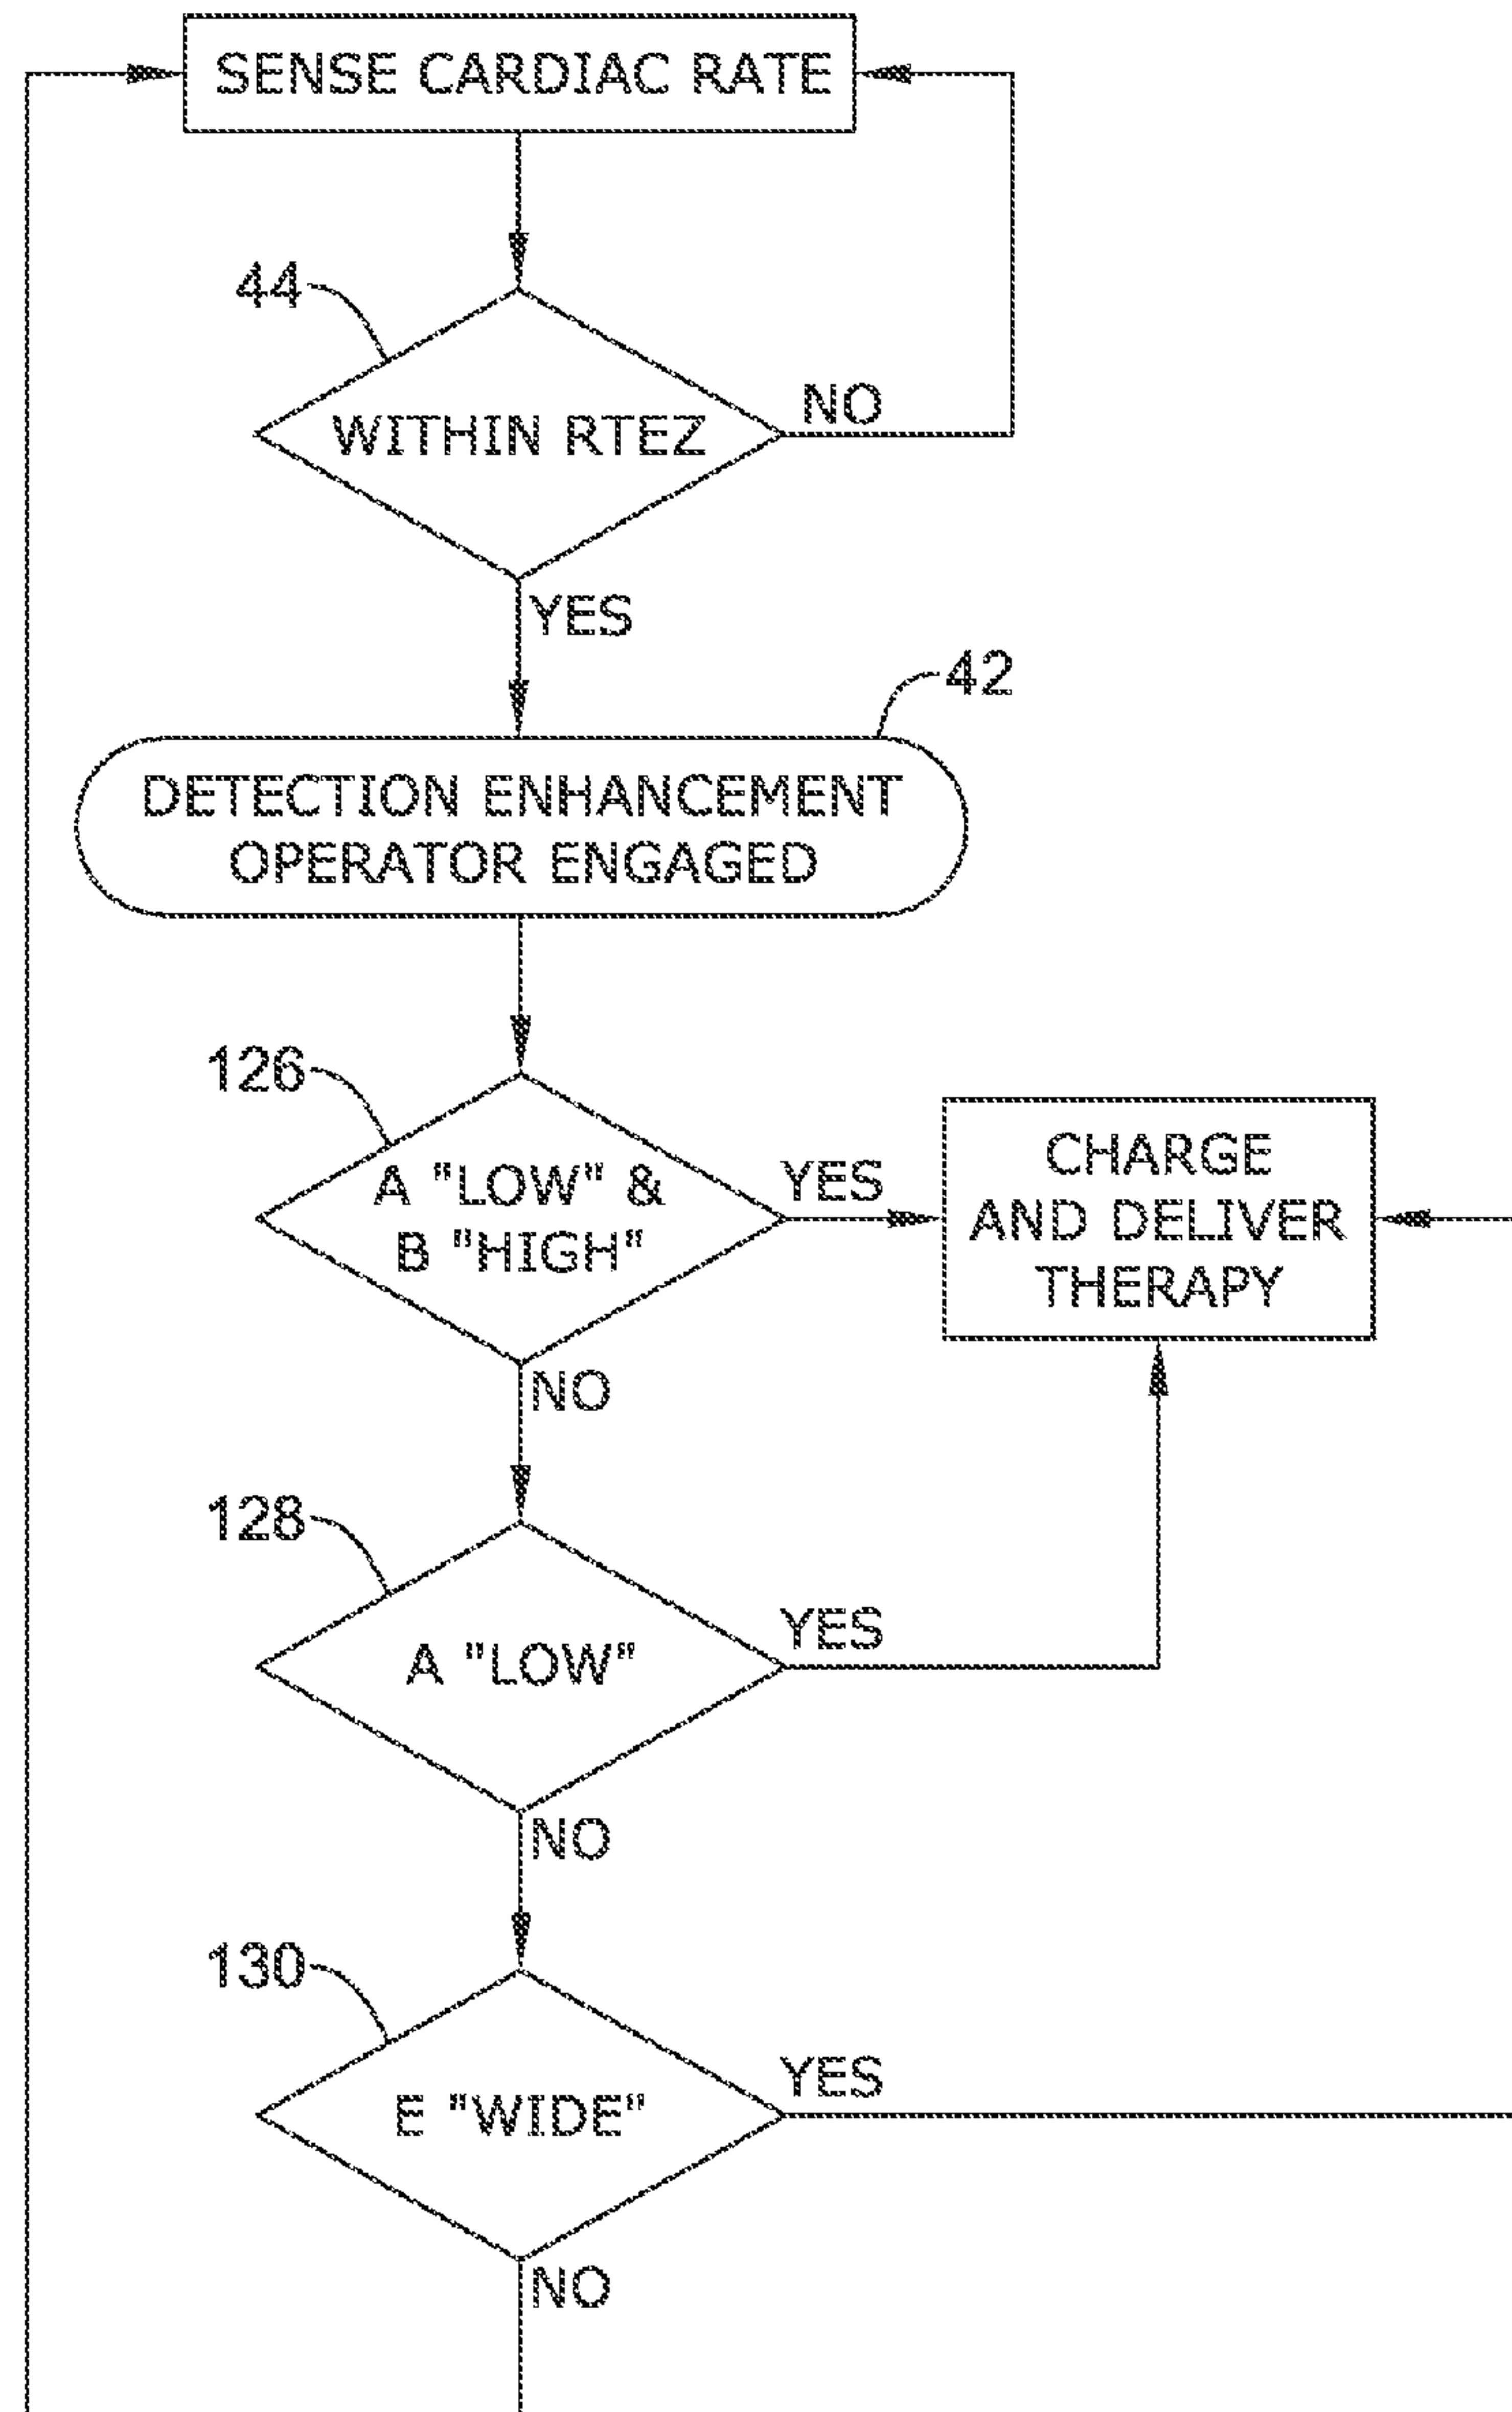 SENSE CARDIAC RATE
44
WITHIN RTEZ
NO
YES
42
DETECTION ENHANCEMENT
OPERATOR ENGAGED
126
A "LOW" &
B "HIGH"
YES
CHARGE
AND DELIVER
THERAPY
NO
128
A "LOW"
YES
NO
130
E "WIDE"
YES
NO